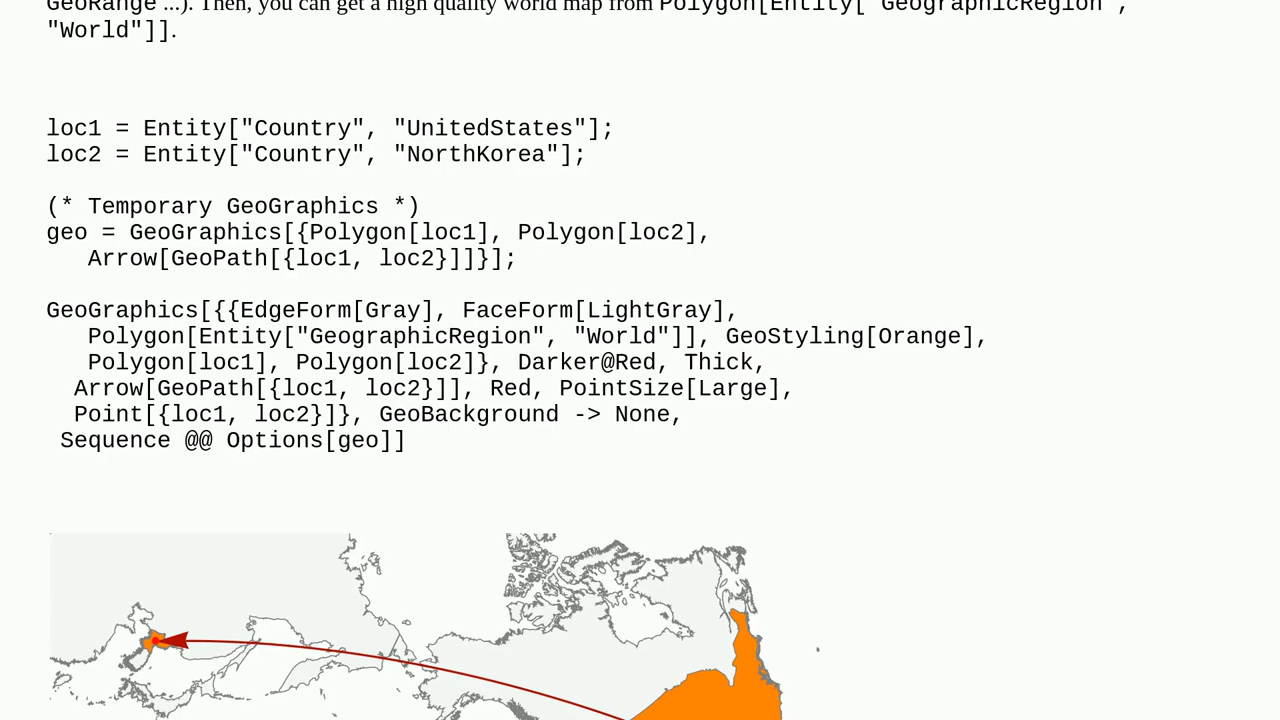 GeoRange ...). Then, you can get a high quality world map from Polygon[Entity["GeographicRegion",
"World"]].
loc1 = Entity["Country", "UnitedStates"];
loc2 = Entity["Country", "NorthKorea"];
(* Temporary GeoGraphics *)
geo = GeoGraphics[{Polygon[loc1], Polygon[loc2],
Arrow[GeoPath[{loc1, loc2}]]}];
GeoGraphics[{{EdgeForm[Gray], FaceForm[LightGray],
Polygon[Entity["GeographicRegion", "World"]], GeoStyling[Orange],
Polygon[loc1], Polygon[loc2]}, Darker@Red, Thick,
Arrow[GeoPath[{loc1, loc2}]], Red, PointSize[Large],
Point[{loc1, loc2}]}, GeoBackground -> None,
Sequence @@ Options[geo]]